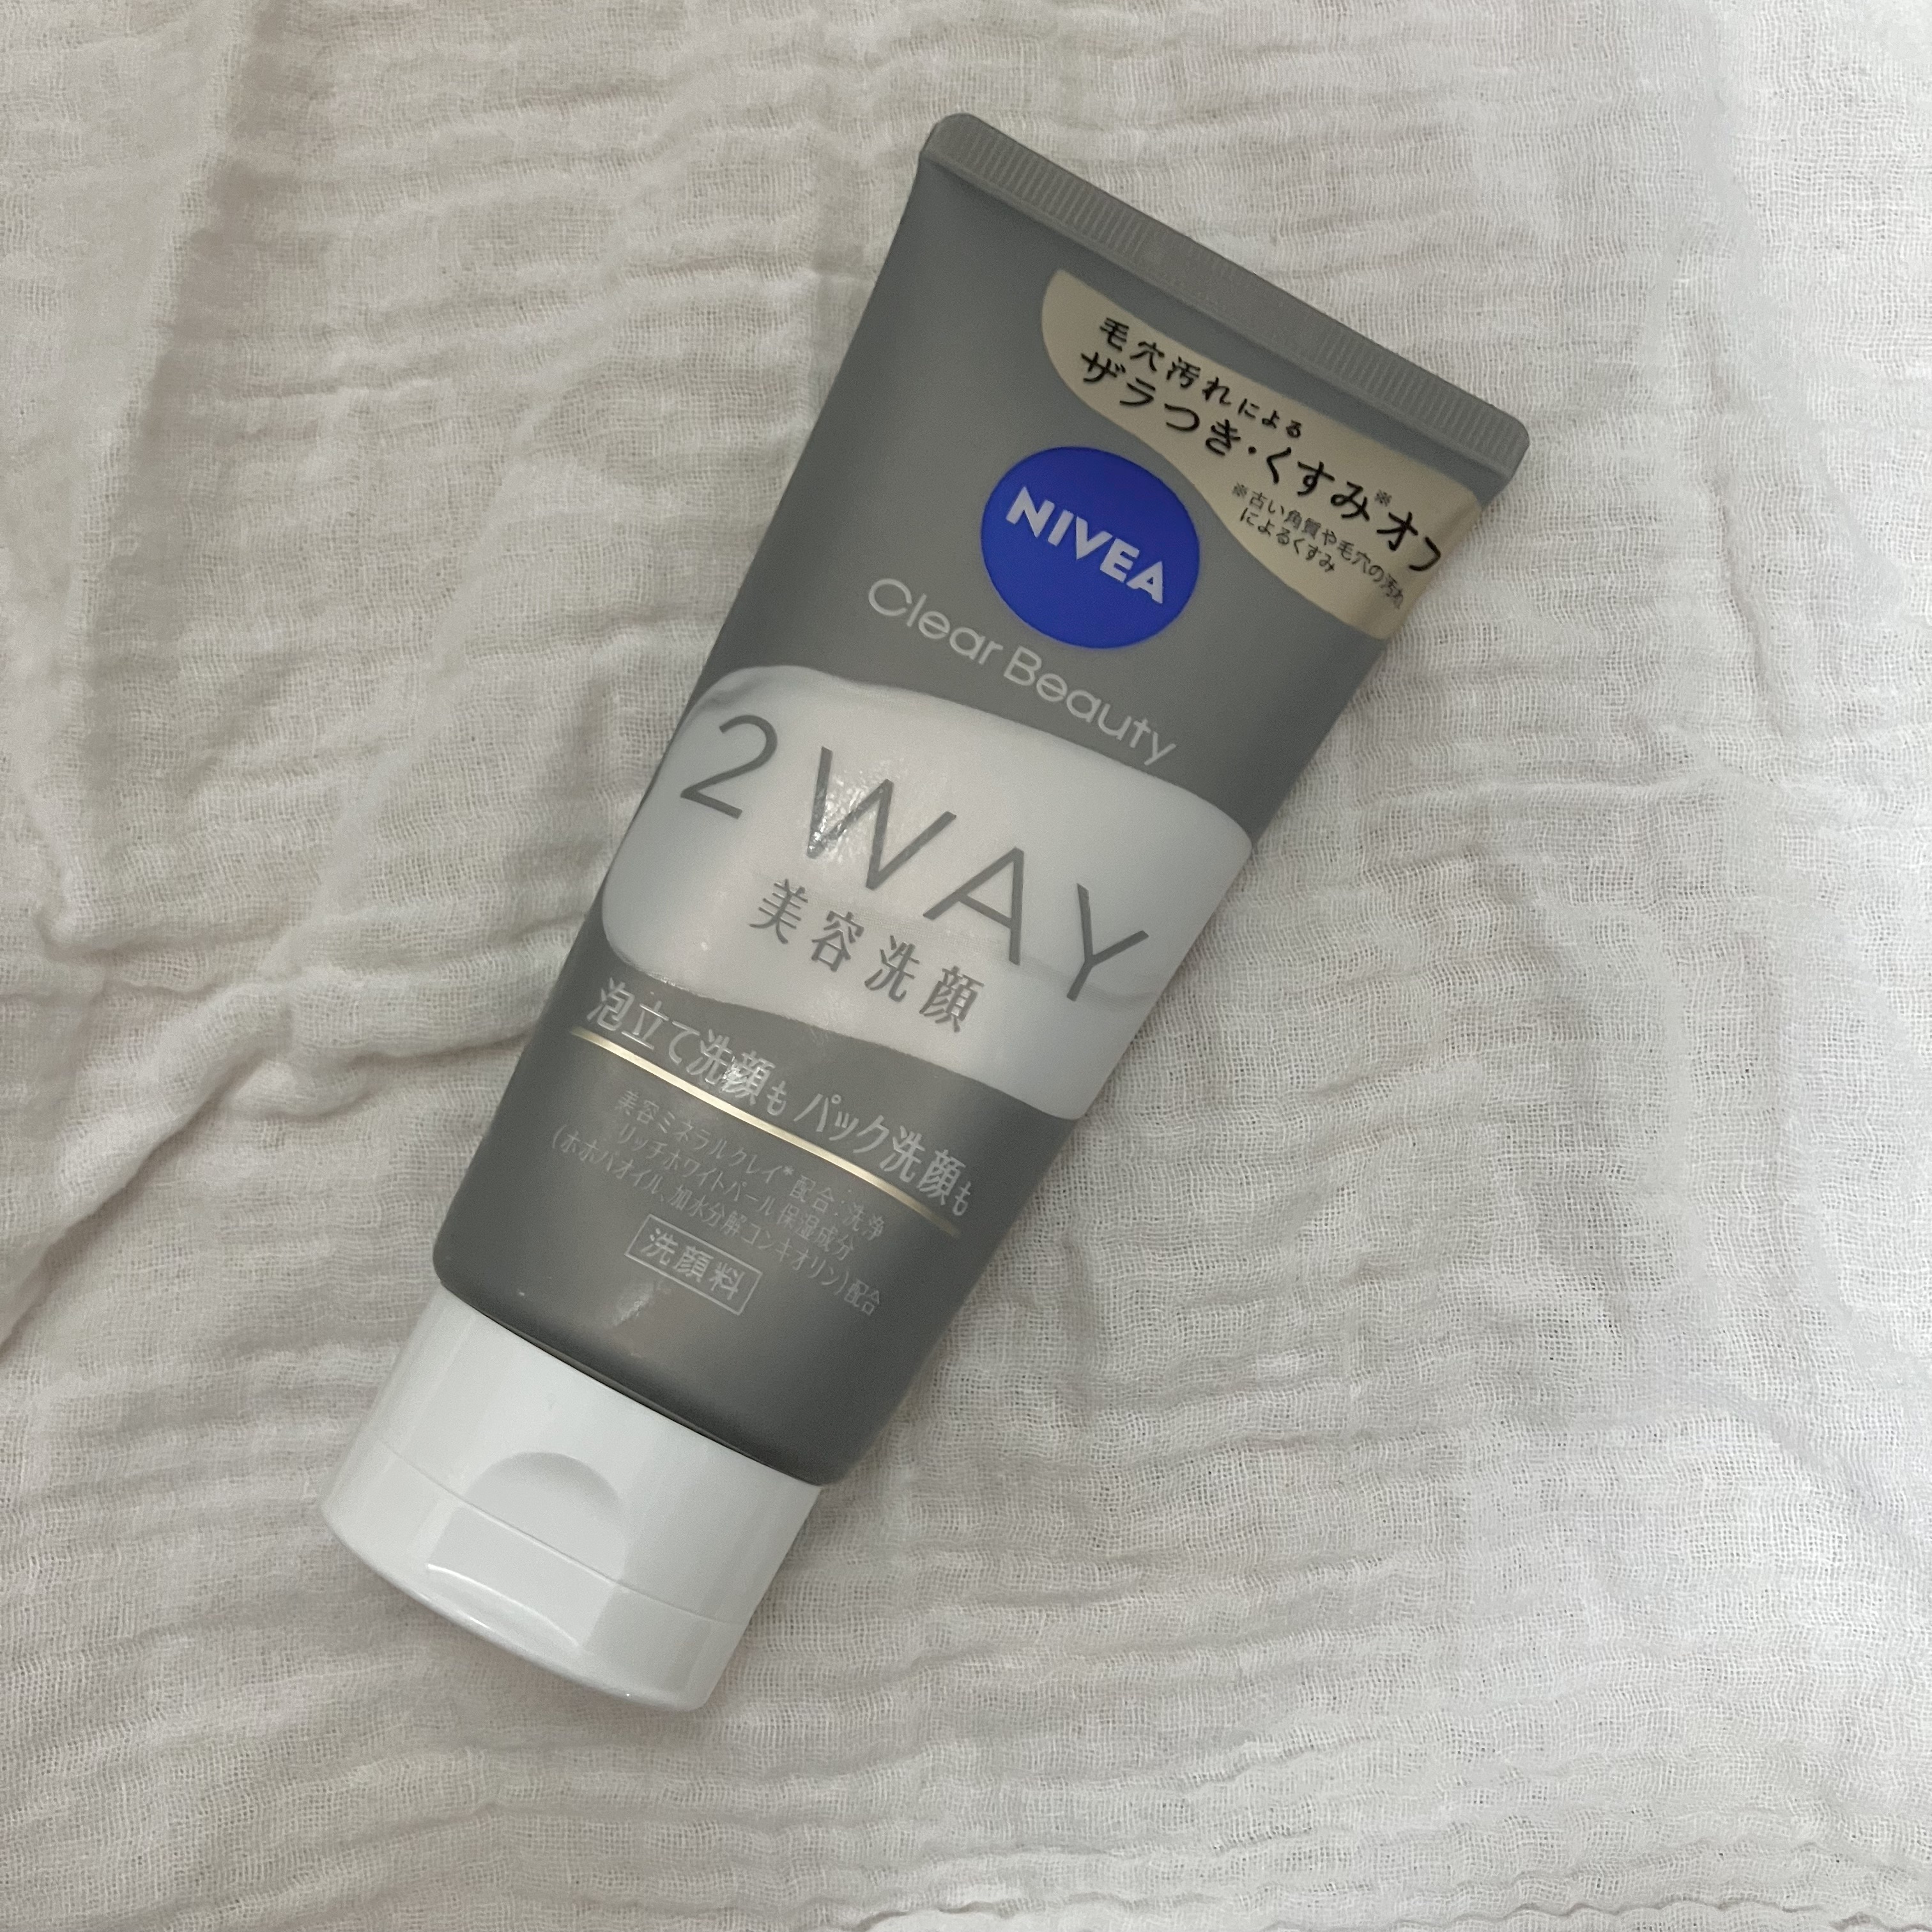 毛穴汚れによる
ザラつき・くすみ※オフ
※古い角質や毛穴の汚れ
によるくすみ
NIVEA
Clear Beauty
2WAY
美容洗顔
泡立て洗顔も パック洗顔も
美容ミネラルクレイ*配合：洗浄
リッチホワイトパール保湿成分
(ホホバオイル、加水分解コンキオリン)配合
洗顔料